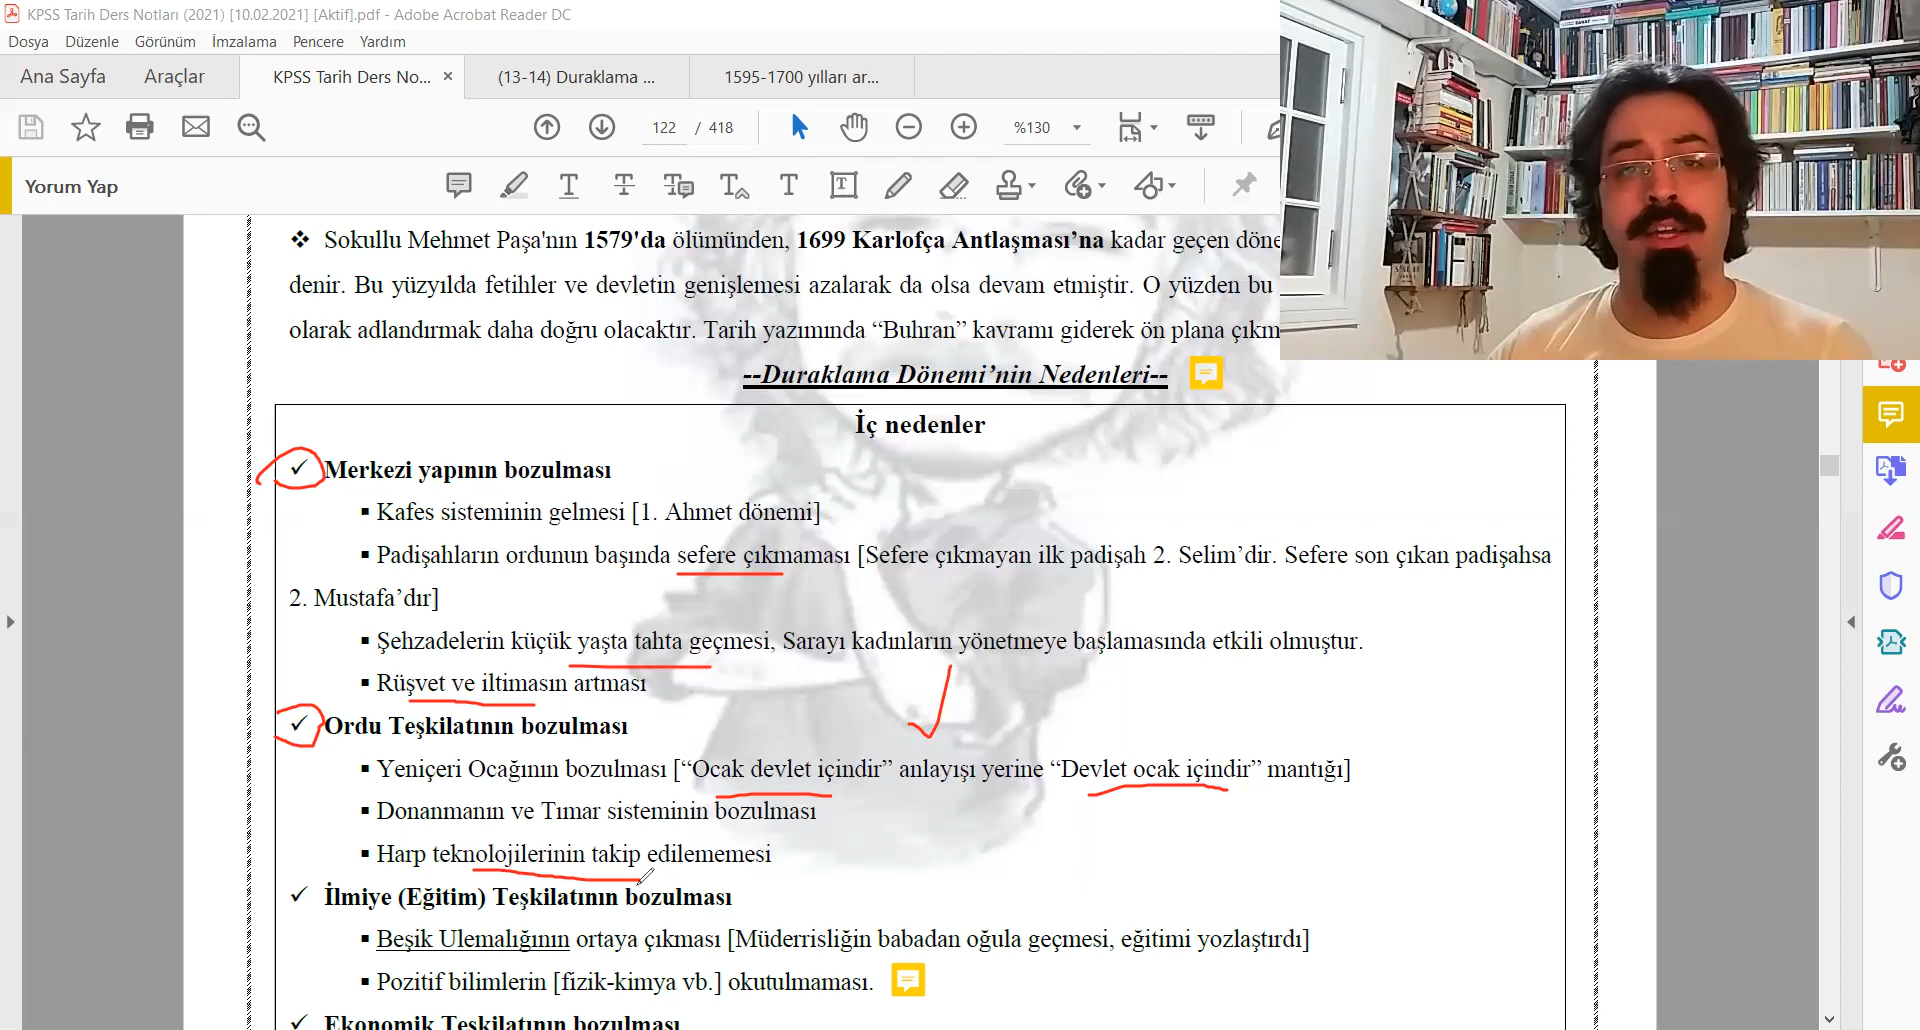 KPSS Tarih Ders Notları (2021) [10.02.2021] [Aktif].pdf - Adobe Acrobat Reader DC
Dosya Düzenle Görünüm İmzalama Pencere Yardım
Ana Sayfa Araçlar KPSS Tarih Ders No... × (13-14) Duraklama ... 1595-1700 yılları ar...
122 / 418 %130
Yorum Yap
❖ Sokullu Mehmet Paşa'nın 1579'da ölümünden, 1699 Karlofça Antlaşması’na kadar geçen döne
denir. Bu yüzyılda fetihler ve devletin genişlemesi azalarak da olsa devam etmiştir. O yüzden bu
olarak adlandırmak daha doğru olacaktır. Tarih yazımında “Buhran” kavramı giderek ön plana çıkm
--Duraklama Dönemi’nin Nedenleri--
İç nedenler
✓ Merkezi yapının bozulması
▪ Kafes sisteminin gelmesi [1. Ahmet dönemi]
▪ Padişahların ordunun başında sefere çıkmaması [Sefere çıkmayan ilk padişah 2. Selim’dir. Sefere son çıkan padişahsa
2. Mustafa’dır]
▪ Şehzadelerin küçük yaşta tahta geçmesi, Sarayı kadınların yönetmeye başlamasında etkili olmuştur.
▪ Rüşvet ve iltimasın artması
✓ Ordu Teşkilatının bozulması
▪ Yeniçeri Ocağının bozulması [“Ocak devlet içindir” anlayışı yerine “Devlet ocak içindir” mantığı]
▪ Donanmanın ve Tımar sisteminin bozulması
▪ Harp teknolojilerinin takip edilememesi
✓ İlmiye (Eğitim) Teşkilatının bozulması
▪ Beşik Ulemalığının ortaya çıkması [Müderrisliğin babadan oğula geçmesi, eğitimi yozlaştırdı]
▪ Pozitif bilimlerin [fizik-kimya vb.] okutulmaması.
✓ Ekonomik Teşkilatının bozulması